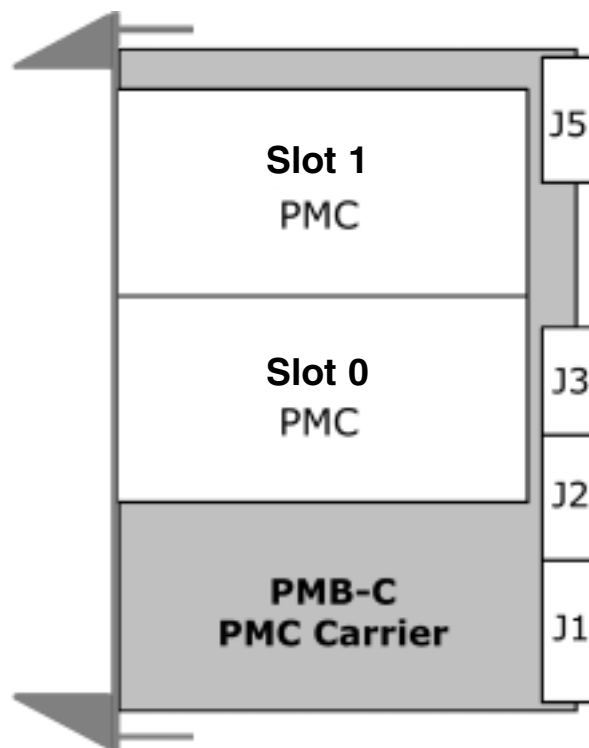 Slot 1
PMC
J5
Slot 0
PMC
J3
J2
PMB-C
PMC Carrier
J1